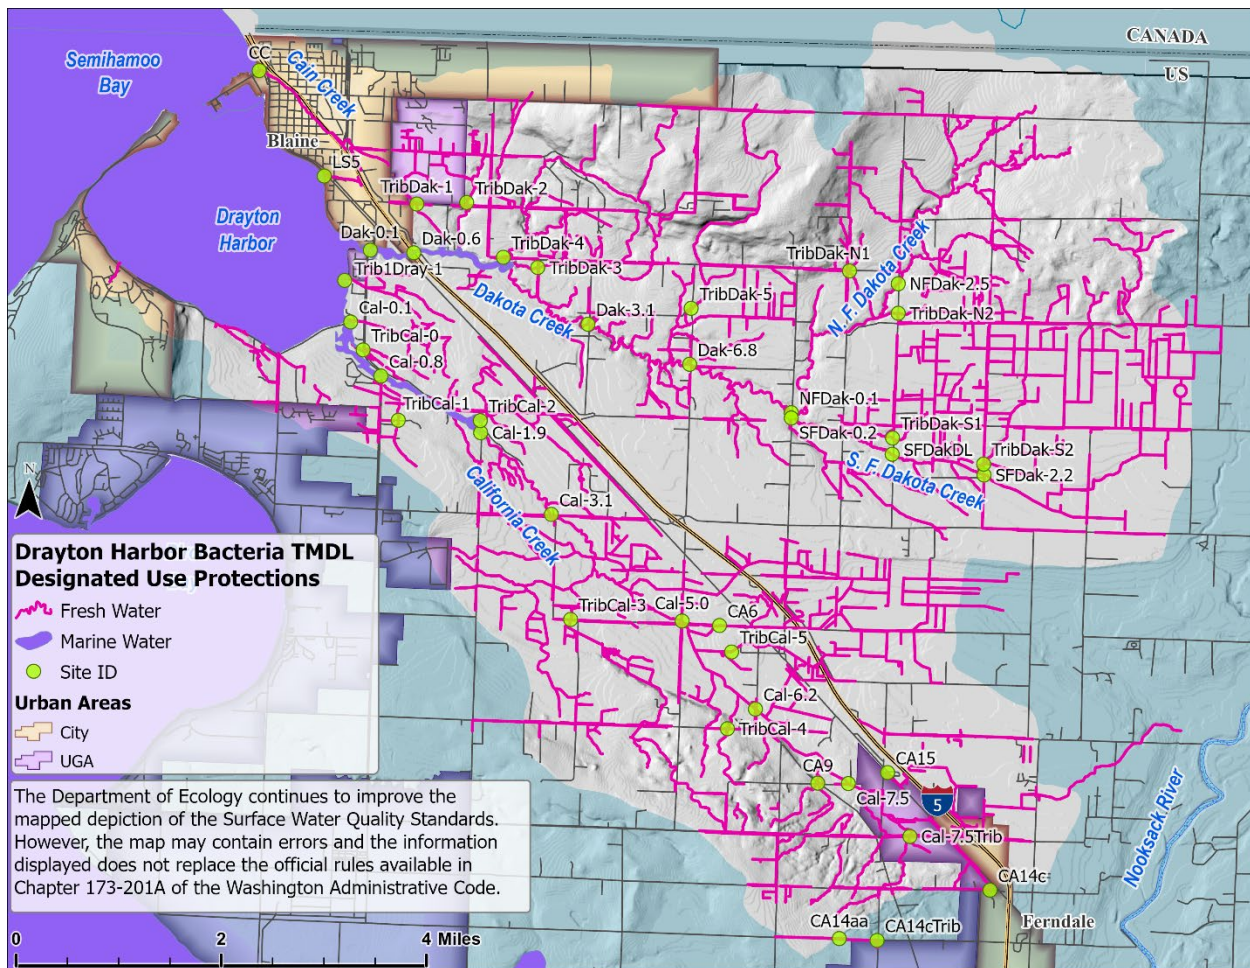 CANADA
US
Semihamoo
Bay
CC
Cain Creek
Blaine
LS5
TribDak-1
TribDak-2
Drayton
Harbor
Dak-0.1
Dak-0.6
TribDak-4
TribDak-3
TribDak-N1
N. F. Dakota Creek
NFDak-2.5
Trib1Dray-1
Dakota Creek
Dak-3.1
TribDak-5
TribDak-N2
Cal-0.1
TribCal-0
Cal-0.8
Dak-6.8
TribCal-1
TribCal-2
Cal-1.9
NFDak-0.1
SFDak-0.2
TribDak-S1
SFDakDL
TribDak-S2
SFDak-2.2
S. F. Dakota Creek
N
California Creek
Cal-3.1
Drayton Harbor Bacteria TMDL
Designated Use Protections
Fresh Water
Marine Water
Site ID
Urban Areas
City
UGA
TribCal-3
Cal-5.0
CA6
TribCal-5
Cal-6.2
TribCal-4
CA9
Cal-7.5
CA15
5
Cal-7.5Trib
CA14c
Nooksack River
Ferndale
CA14aa
CA14cTrib
The Department of Ecology continues to improve the
mapped depiction of the Surface Water Quality Standards.
However, the map may contain errors and the information
displayed does not replace the official rules available in
Chapter 173-201A of the Washington Administrative Code.
0 2 4 Miles